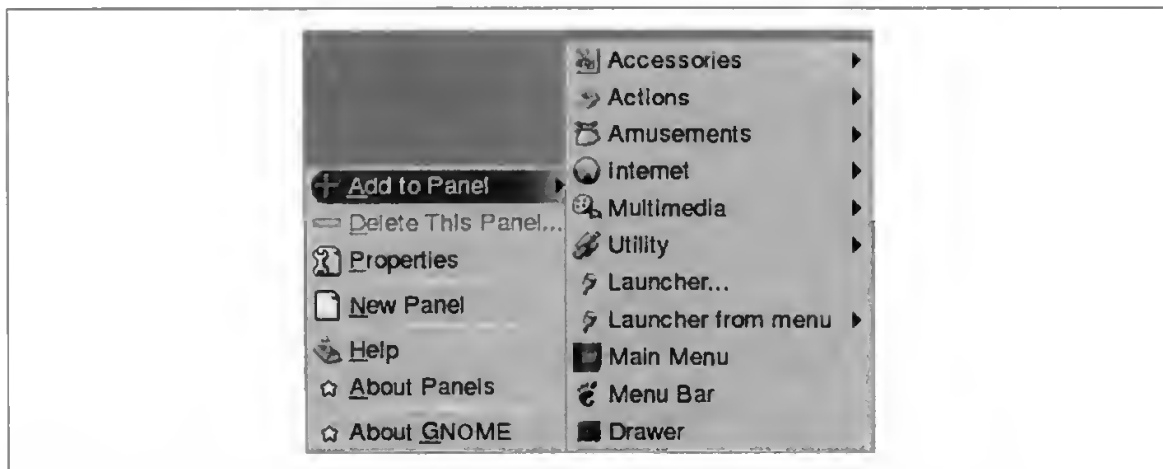 Add to Panel
Delete This Panel...
Properties
New Panel
Help
About Panels
About GNOME
Accessories
Actions
Amusements
Internet
Multimedia
Utility
Launcher...
Launcher from menu
Main Menu
Menu Bar
Drawer